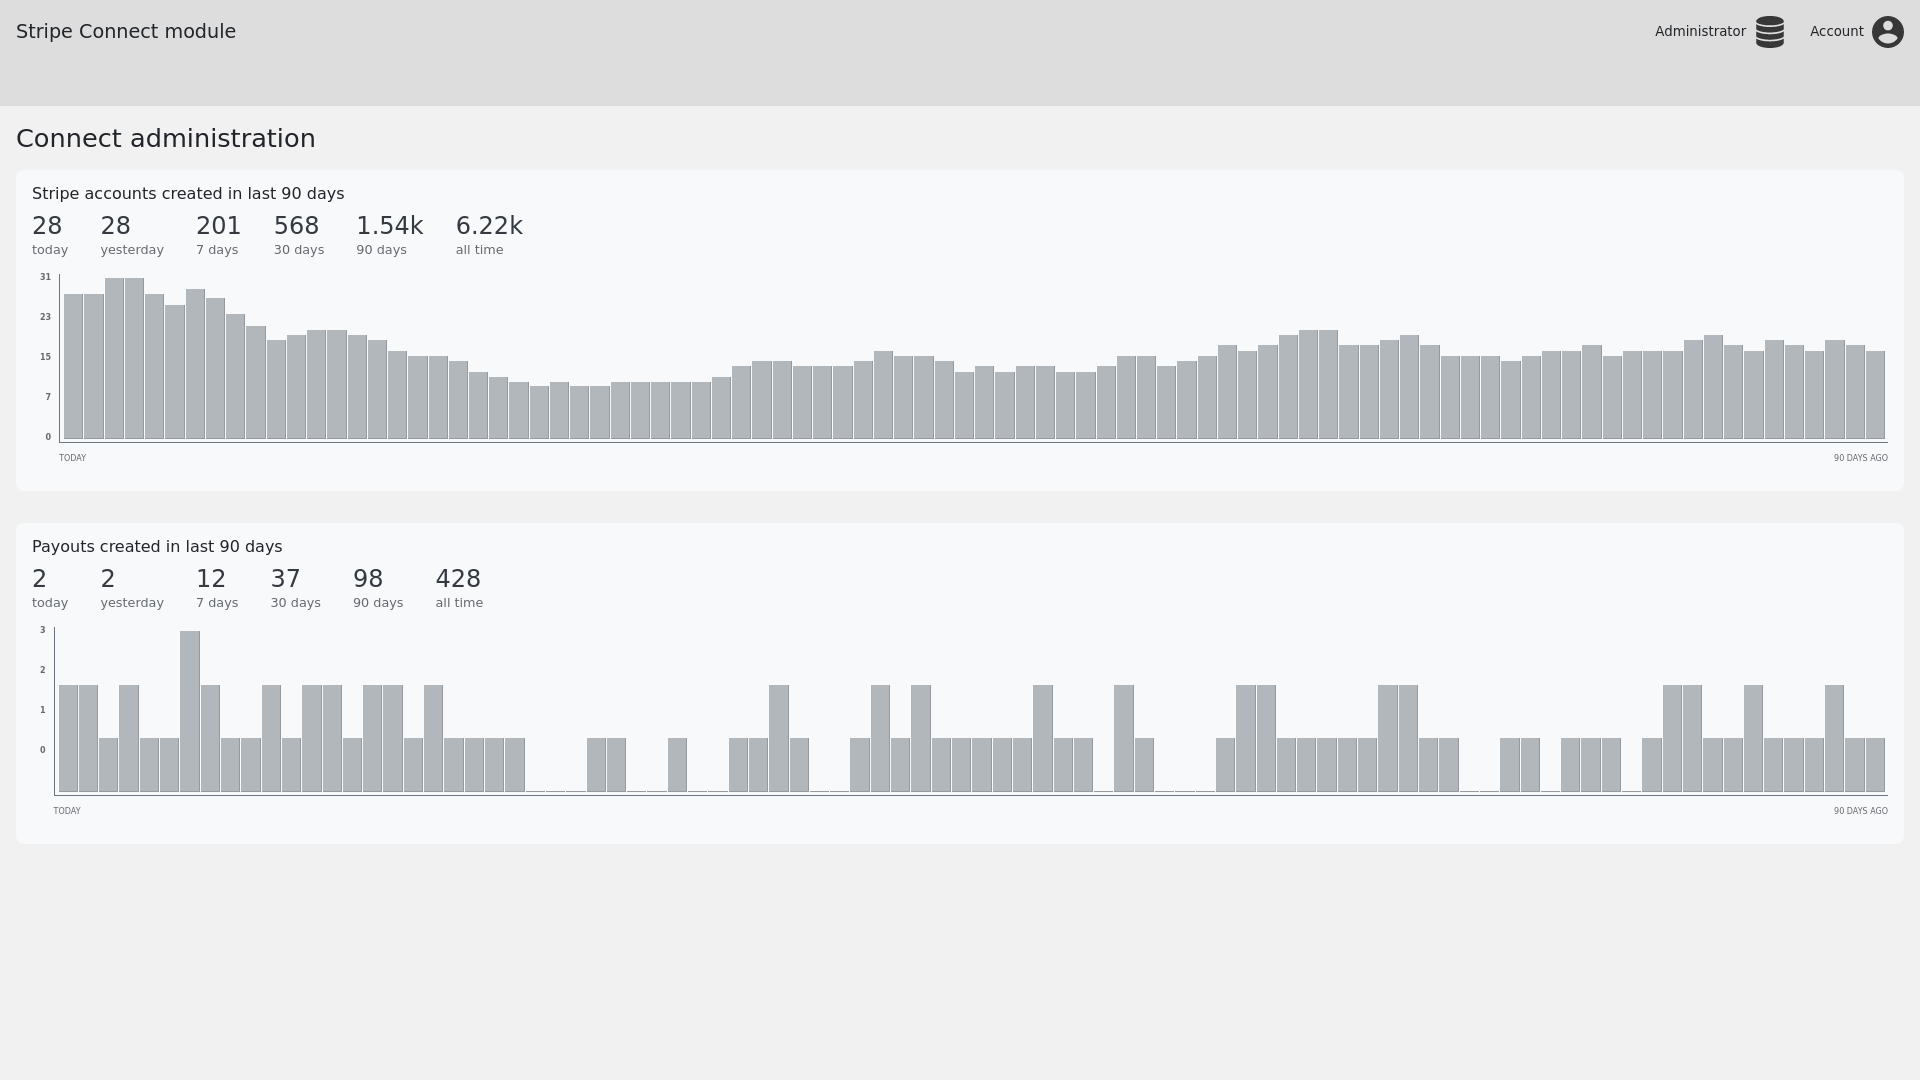 Stripe Connect module
Administrator
Account
Connect administration
Stripe accounts created in last 90 days
28 28 201 568 1.54k 6.22k
today yesterday 7 days 30 days 90 days all time
31
23
15
7
0
TODAY 90 DAYS AGO
Payouts created in last 90 days
2 2 12 37 98 428
today yesterday 7 days 30 days 90 days all time
3
2
1
0
TODAY 90 DAYS AGO